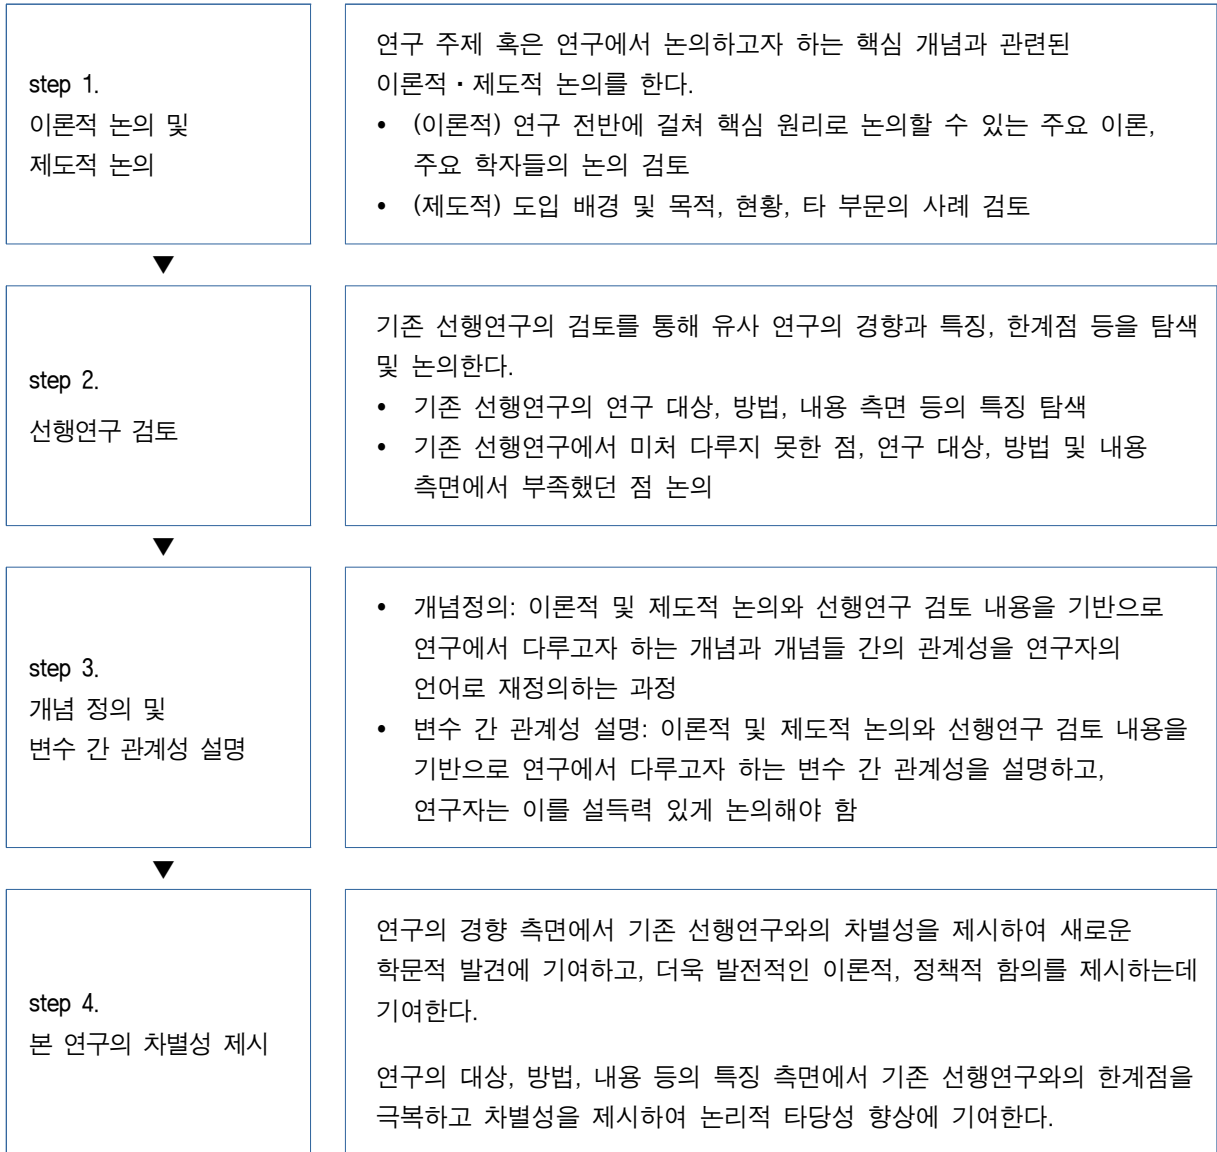 step 1.
이론적 논의 및
제도적 논의
연구 주제 혹은 연구에서 논의하고자 하는 핵심 개념과 관련된
이론적·제도적 논의를 한다.
• (이론적) 연구 전반에 걸쳐 핵심 원리로 논의할 수 있는 주요 이론,
주요 학자들의 논의 검토
• (제도적) 도입 배경 및 목적, 현황, 타 부문의 사례 검토
▼
step 2.
선행연구 검토
기존 선행연구의 검토를 통해 유사 연구의 경향과 특징, 한계점 등을 탐색
및 논의한다.
• 기존 선행연구의 연구 대상, 방법, 내용 측면 등의 특징 탐색
• 기존 선행연구에서 미처 다루지 못한 점, 연구 대상, 방법 및 내용
측면에서 부족했던 점 논의
▼
step 3.
개념 정의 및
변수 간 관계성 설명
• 개념정의: 이론적 및 제도적 논의와 선행연구 검토 내용을 기반으로
연구에서 다루고자 하는 개념과 개념들 간의 관계성을 연구자의
언어로 재정의하는 과정
• 변수 간 관계성 설명: 이론적 및 제도적 논의와 선행연구 검토 내용을
기반으로 연구에서 다루고자 하는 변수 간 관계성을 설명하고,
연구자는 이를 설득력 있게 논의해야 함
▼
step 4.
본 연구의 차별성 제시
연구의 경향 측면에서 기존 선행연구와의 차별성을 제시하여 새로운
학문적 발견에 기여하고, 더욱 발전적인 이론적, 정책적 함의를 제시하는데
기여한다.
연구의 대상, 방법, 내용 등의 특징 측면에서 기존 선행연구와의 한계점을
극복하고 차별성을 제시하여 논리적 타당성 향상에 기여한다.